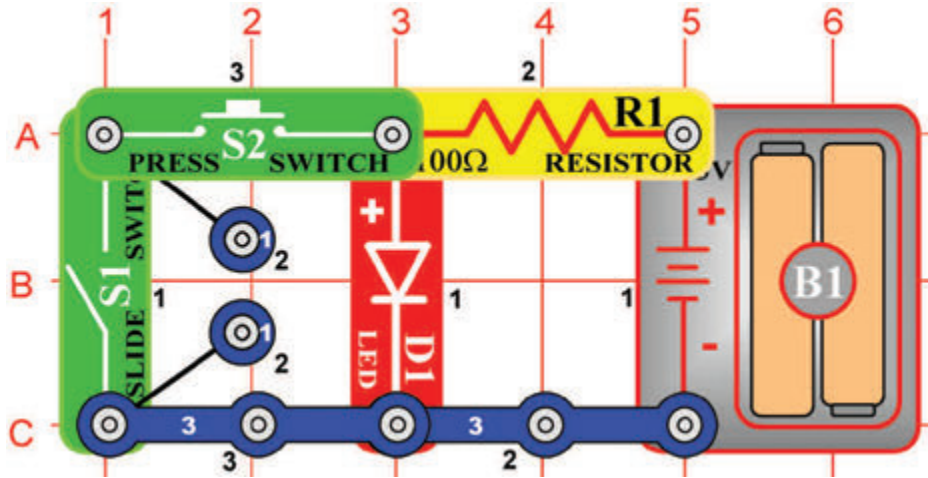 1 2 3 4 5 6
3 2
A
S2
R1
PRESS SWITCH
100Ω RESISTOR
V
+ +
1
2
B
S1
SLIDE SWITC
1
D1
LED
1
1
B1
1
2
-
C
3 3
3 2